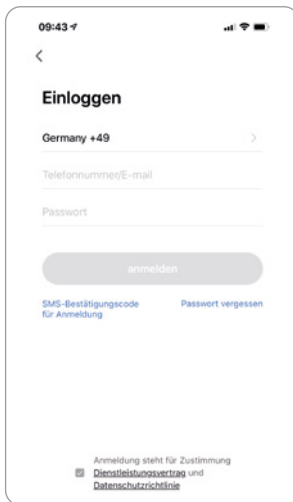 09:43
Einloggen
Germany +49
Telefonnummer/E-mail
Passwort
anmelden
SMS-Bestätigungscode
für Anmeldung
Passwort vergessen
Anmeldung steht für Zustimmung
Dienstleistungsvertrag und
Datenschutzrichtlinie